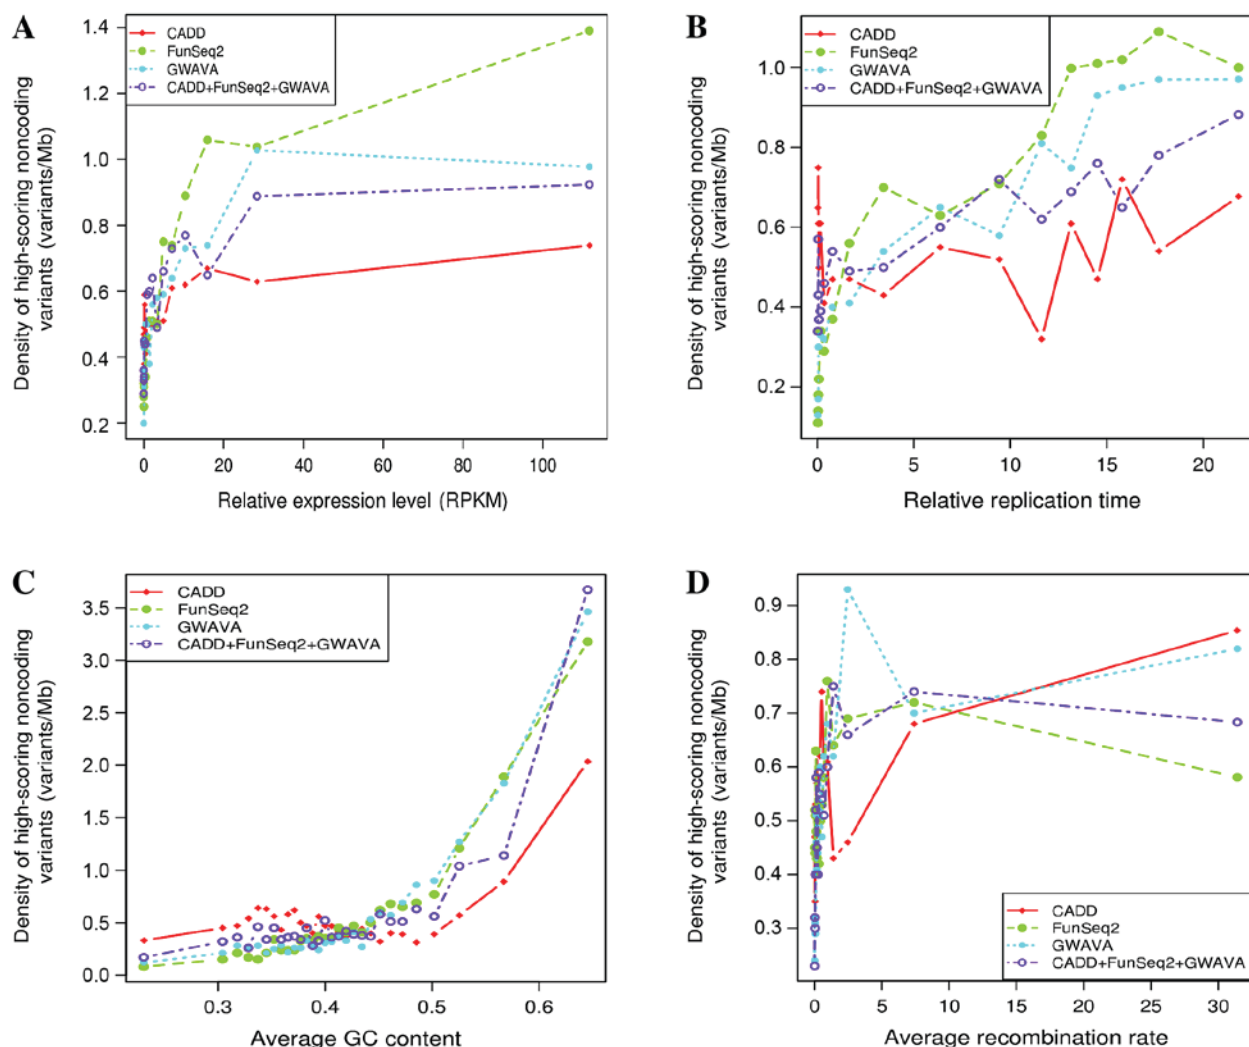 A
CADD
FunSeq2
GWAVA
CADD+FunSeq2+GWAVA
Density of high-scoring noncoding
variants (variants/Mb)
1.4
1.2
1.0
0.8
0.6
0.4
0.2
0 20 40 60 80 100
Relative expression level (RPKM)
B
CADD
FunSeq2
GWAVA
CADD+FunSeq2+GWAVA
Density of high-scoring noncoding
variants (variants/Mb)
1.0
0.8
0.6
0.4
0.2
0 5 10 15 20
Relative replication time
C
CADD
FunSeq2
GWAVA
CADD+FunSeq2+GWAVA
Density of high-scoring noncoding
variants (variants/Mb)
3.5
3.0
2.5
2.0
1.5
1.0
0.5
0.0
0.3 0.4 0.5 0.6
Average GC content
D
Density of high-scoring noncoding
variants (variants/Mb)
0.9
0.8
0.7
0.6
0.5
0.4
0.3
CADD
FunSeq2
GWAVA
CADD+FunSeq2+GWAVA
0 5 10 15 20 25 30
Average recombination rate